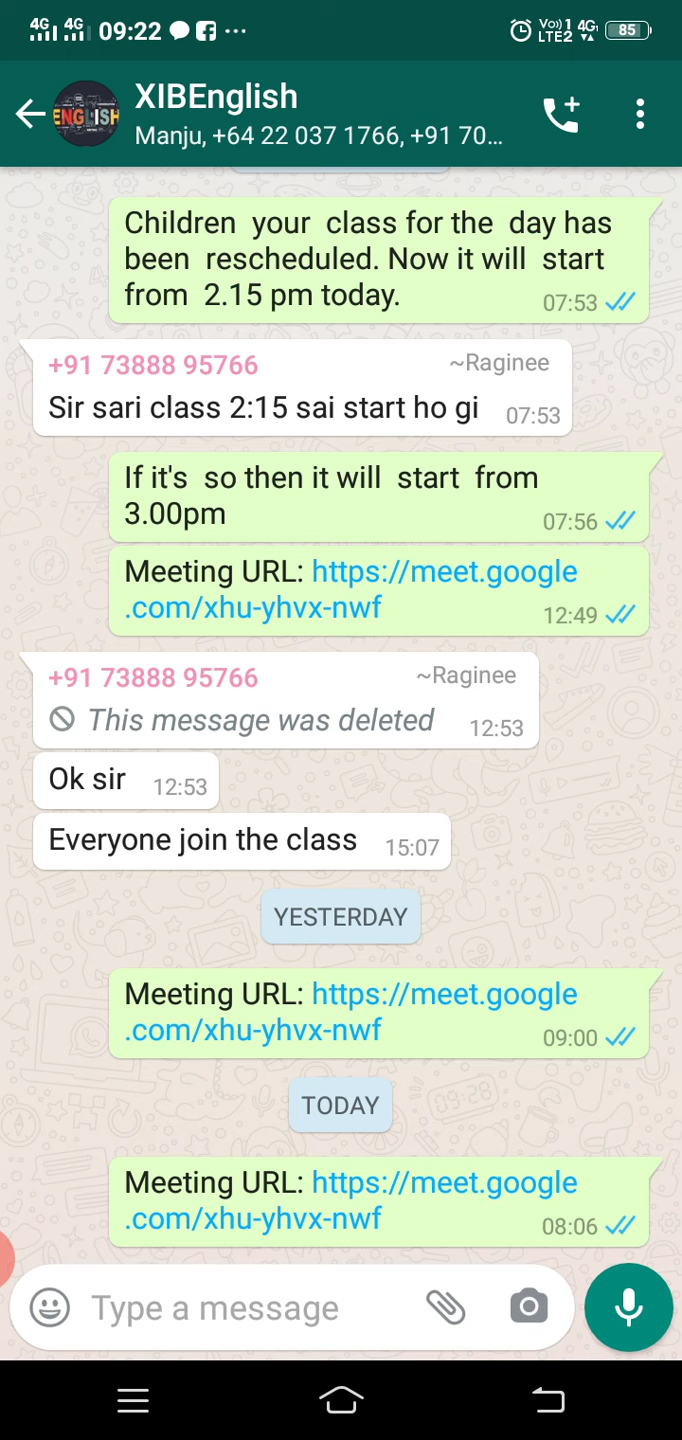 4G 4G 09:22 ... Vo) 1 LTE2 4G 85
ENGLISH
XIBEnglish
Manju, +64 22 037 1766, +91 70...
Children your class for the day has
been rescheduled. Now it will start
from 2.15 pm today. 07:53
+91 73888 95766 ~Raginee
Sir sari class 2:15 sai start ho gi 07:53
If it's so then it will start from
3.00pm 07:56
Meeting URL: https://meet.google
.com/xhu-yhvx-nwf 12:49
+91 73888 95766 ~Raginee
This message was deleted 12:53
Ok sir 12:53
Everyone join the class 15:07
YESTERDAY
Meeting URL: https://meet.google
.com/xhu-yhvx-nwf 09:00
TODAY
Meeting URL: https://meet.google
.com/xhu-yhvx-nwf 08:06
Type a message